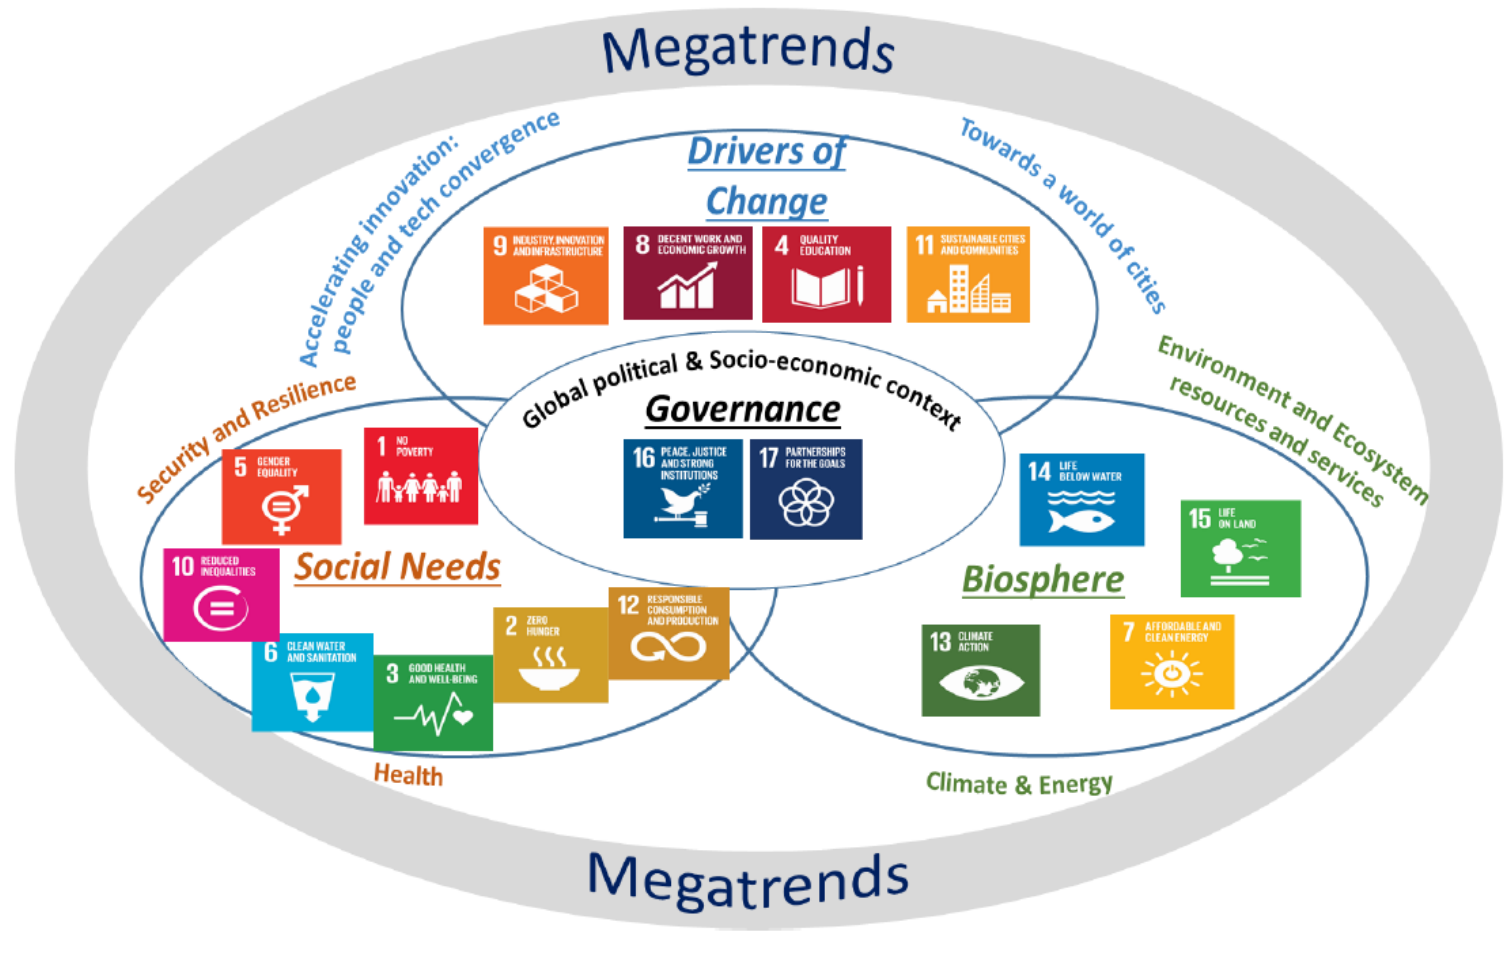 Megatrends
Accelerating innovation:
people and tech convergence
Towards a world of cities
Drivers of
Change
9 INDUSTRY, INNOVATION
AND INFRASTRUCTURE
8 DECENT WORK AND
ECONOMIC GROWTH
4 QUALITY
EDUCATION
11 SUSTAINABLE CITIES
AND COMMUNITIES
Global political & Socio-economic context
Governance
16 PEACE, JUSTICE
AND STRONG
INSTITUTIONS
17 PARTNERSHIPS
FOR THE GOALS
Security and Resilience
5 GENDER
EQUALITY
1 NO
POVERTY
10 REDUCED
INEQUALITIES
Social Needs
6 CLEAN WATER
AND SANITATION
3 GOOD HEALTH
AND WELL-BEING
2 ZERO
HUNGER
12 RESPONSIBLE
CONSUMPTION
AND PRODUCTION
Health
Environment and Ecosystem
resources and services
14 LIFE
BELOW WATER
15 LIFE
ON LAND
Biosphere
13 CLIMATE
ACTION
7 AFFORDABLE AND
CLEAN ENERGY
Climate & Energy
Megatrends